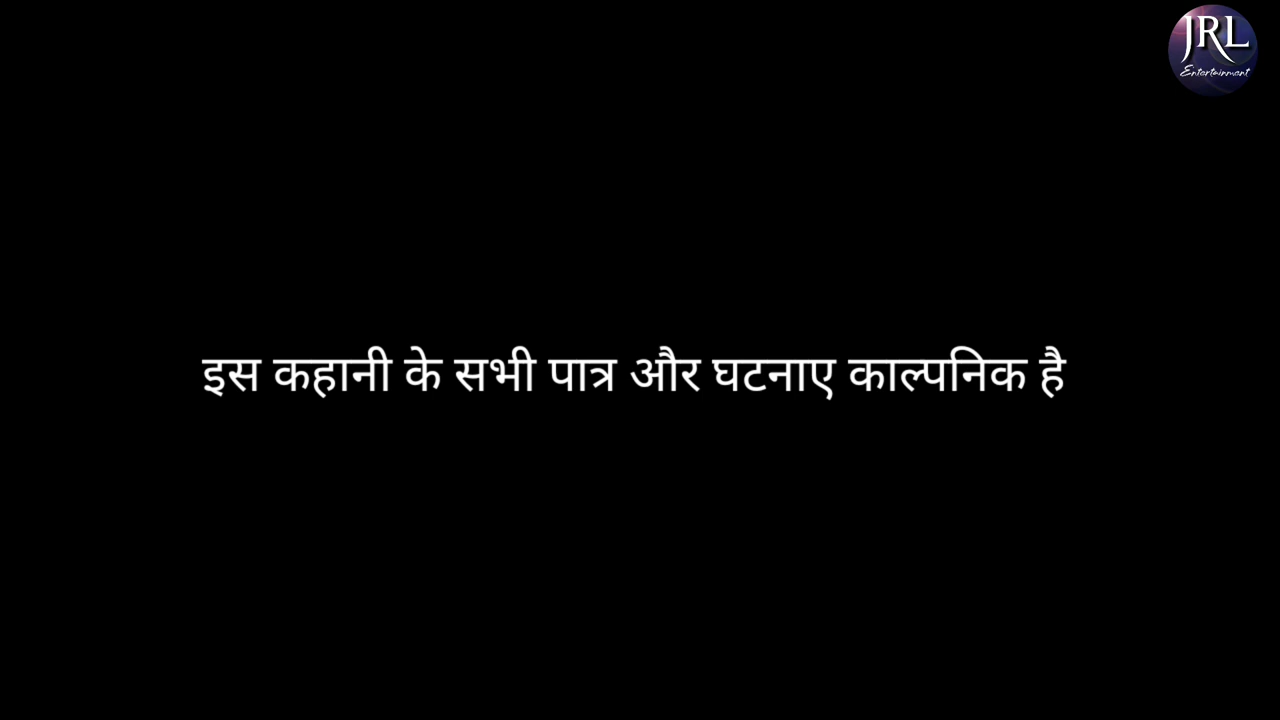 JRL
Entertainment
इस कहानी के सभी पात्र और घटनाए काल्पनिक है